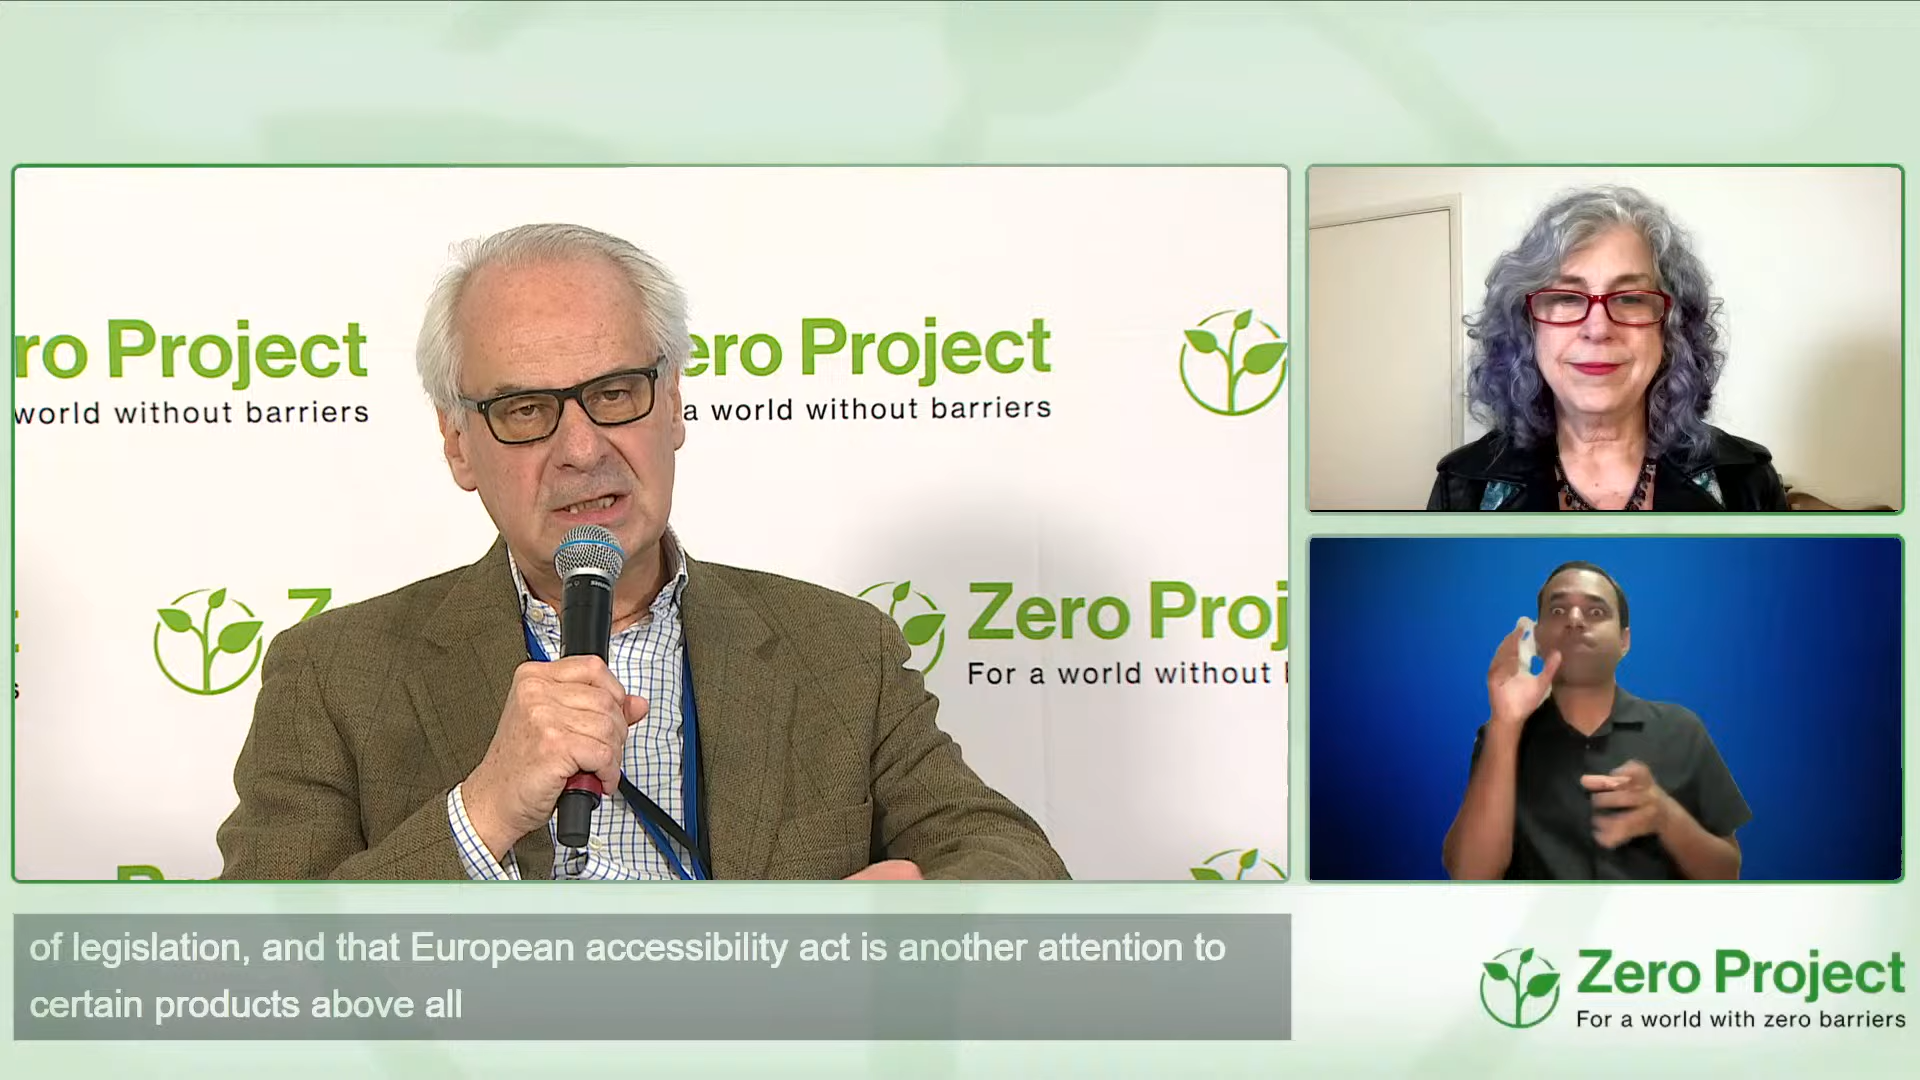 ro Project
world without barriers
ero Project
a world without barriers
Z
Zero Proj
For a world without
of legislation, and that European accessibility act is another attention to
certain products above all
Zero Project
For a world with zero barriers